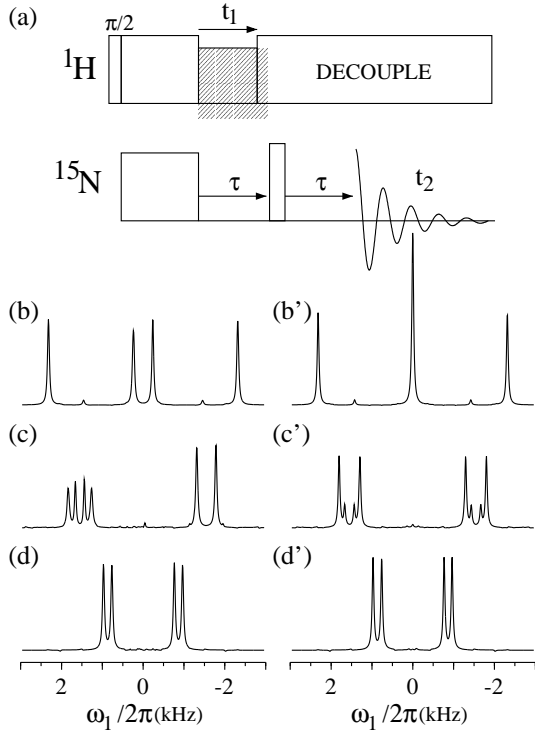 (a)
π/2
t₁
¹H
DECOUPLE
¹⁵N
τ
τ
t₂
(b)
(b')
(c)
(c')
(d)
(d')
2 0 -2
2 0 -2
ω₁/2π(kHz)
ω₁/2π(kHz)